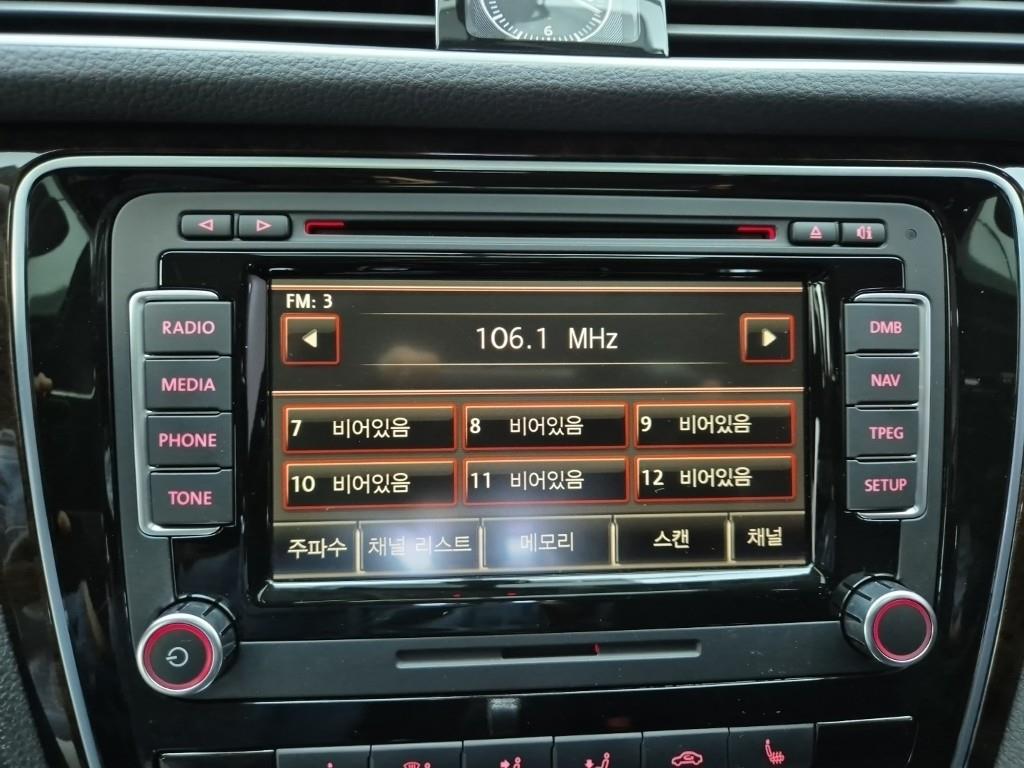 6
FM: 3
106.1 MHz
RADIO
MEDIA
PHONE
TONE
7 비어있음
8 비어있음
9 비어있음
10 비어있음
11 비어있음
12 비어있음
주파수
채널 리스트
메모리
스캔
채널
DMB
NAV
TPEG
SETUP